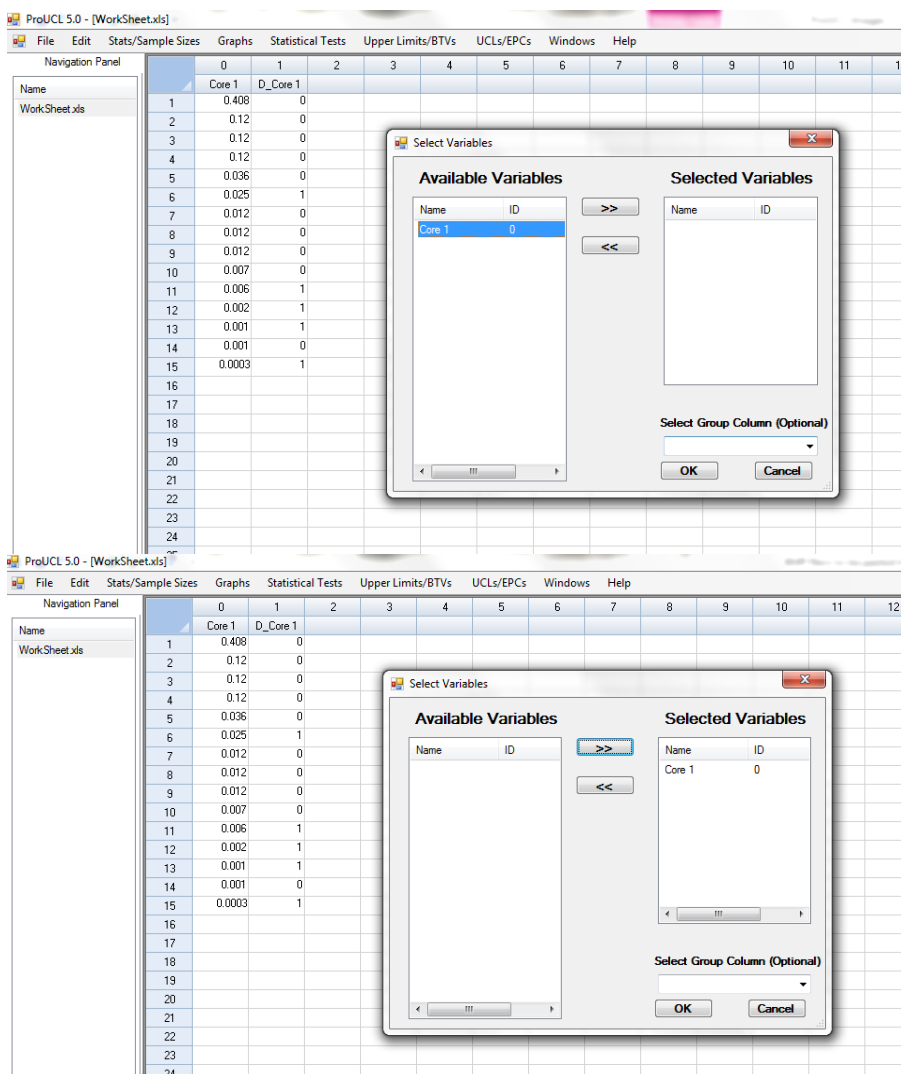 ProUCL 5.0 - [WorkSheet.xls]
File Edit Stats/Sample Sizes Graphs Statistical Tests Upper Limits/BTVs UCLs/EPCs Windows Help
Navigation Panel
Name
WorkSheet.xls
0 1 2 3 4 5 6 7 8 9 10 11 1
Core 1 D_Core 1
1 0.408 0
2 0.12 0
3 0.12 0
4 0.12 0
5 0.036 0
6 0.025 1
7 0.012 0
8 0.012 0
9 0.012 0
10 0.007 0
11 0.006 1
12 0.002 1
13 0.001 1
14 0.001 0
15 0.0003 1
16
17
18
19
20
21
22
23
24
Select Variables
Available Variables
Name ID
Core 1 0
>>
<<
Selected Variables
Name ID
Select Group Column (Optional)
OK Cancel
ProUCL 5.0 - [WorkSheet.xls]
File Edit Stats/Sample Sizes Graphs Statistical Tests Upper Limits/BTVs UCLs/EPCs Windows Help
Navigation Panel
Name
WorkSheet.xls
0 1 2 3 4 5 6 7 8 9 10 11 12
Core 1 D_Core 1
1 0.408 0
2 0.12 0
3 0.12 0
4 0.12 0
5 0.036 0
6 0.025 1
7 0.012 0
8 0.012 0
9 0.012 0
10 0.007 0
11 0.006 1
12 0.002 1
13 0.001 1
14 0.001 0
15 0.0003 1
16
17
18
19
20
21
22
23
24
Select Variables
Available Variables
Name ID
>>
<<
Selected Variables
Name ID
Core 1 0
Select Group Column (Optional)
OK Cancel